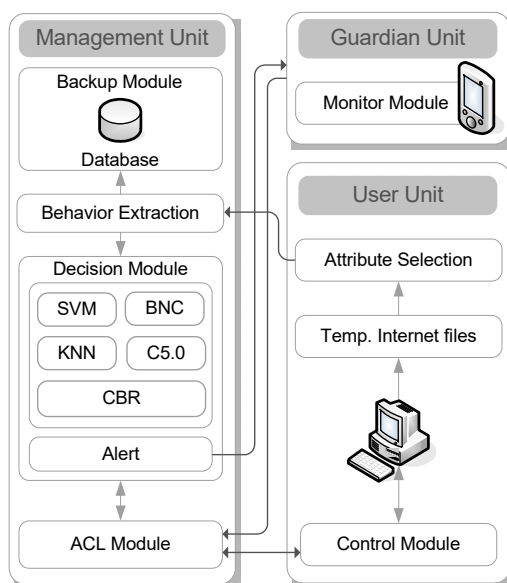 Management Unit
Backup Module
Database
Behavior Extraction
Decision Module
SVM
BNC
KNN
C5.0
CBR
Alert
ACL Module
Guardian Unit
Monitor Module
User Unit
Attribute Selection
Temp. Internet files
Control Module